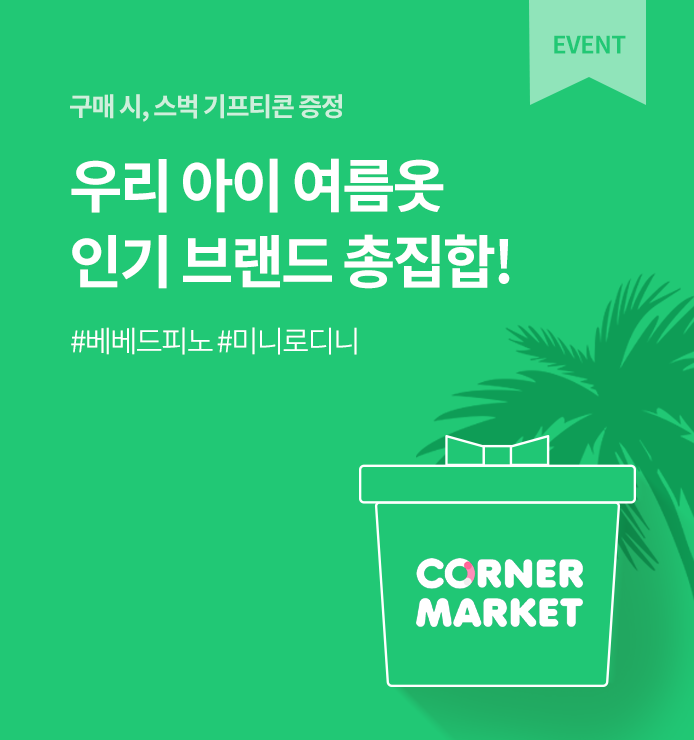 EVENT
구매 시, 스벅 기프티콘 증정
우리 아이 여름옷
인기 브랜드 총집합!
#베베드피노 #미니로디니
CORNER
MARKET